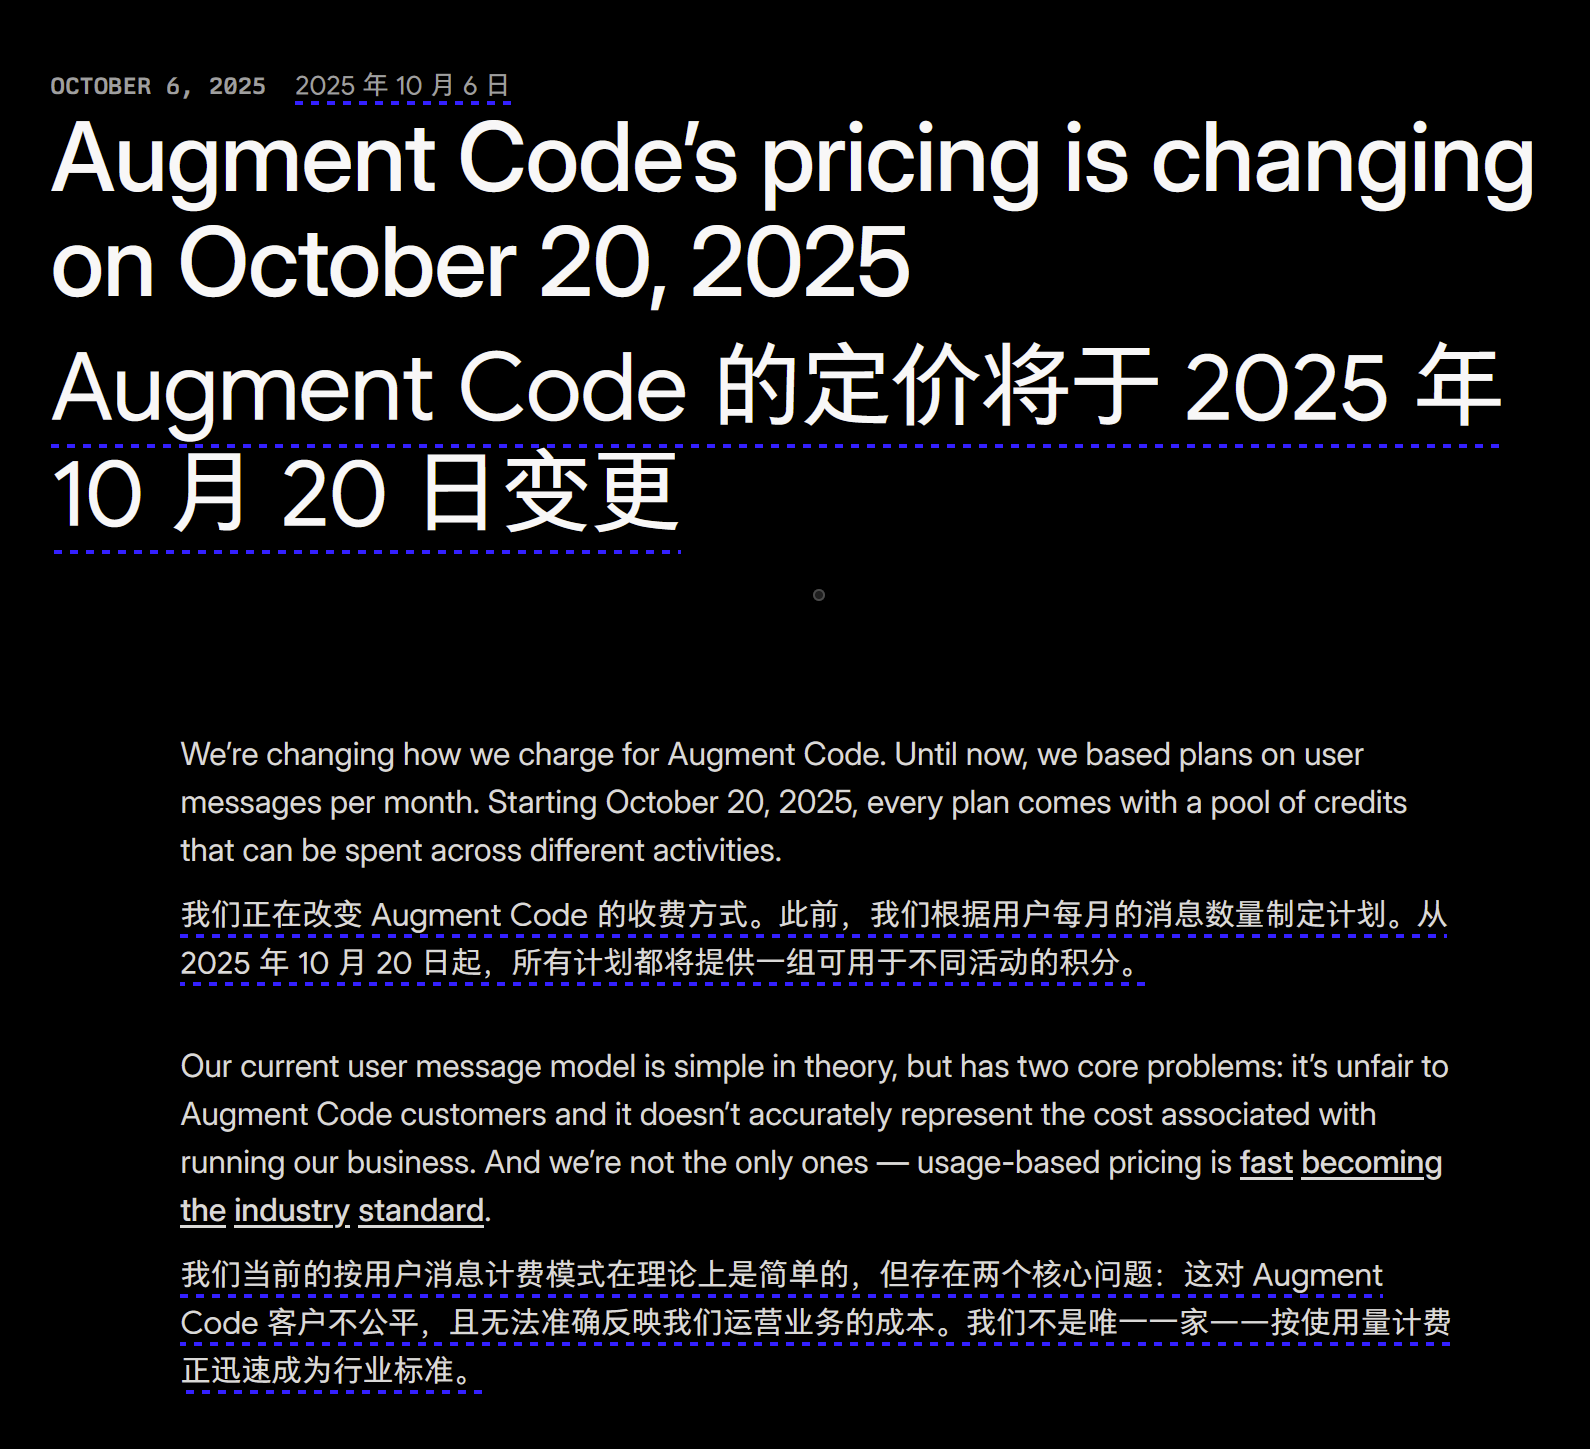 OCTOBER 6, 2025 2025 年 10 月 6 日
Augment Code’s pricing is changing
on October 20, 2025
Augment Code 的定价将于 2025 年
10 月 20 日变更
We’re changing how we charge for Augment Code. Until now, we based plans on user
messages per month. Starting October 20, 2025, every plan comes with a pool of credits
that can be spent across different activities.
我们正在改变 Augment Code 的收费方式。此前，我们根据用户每月的消息数量制定计划。从
2025 年 10 月 20 日起，所有计划都将提供一组可用于不同活动的积分。
Our current user message model is simple in theory, but has two core problems: it’s unfair to
Augment Code customers and it doesn’t accurately represent the cost associated with
running our business. And we’re not the only ones — usage-based pricing is fast becoming
the industry standard.
我们当前的按用户消息计费模式在理论上是简单的，但存在两个核心问题：这对 Augment
Code 客户不公平，且无法准确反映我们运营业务的成本。我们不是唯一一家——按使用量计费
正迅速成为行业标准。